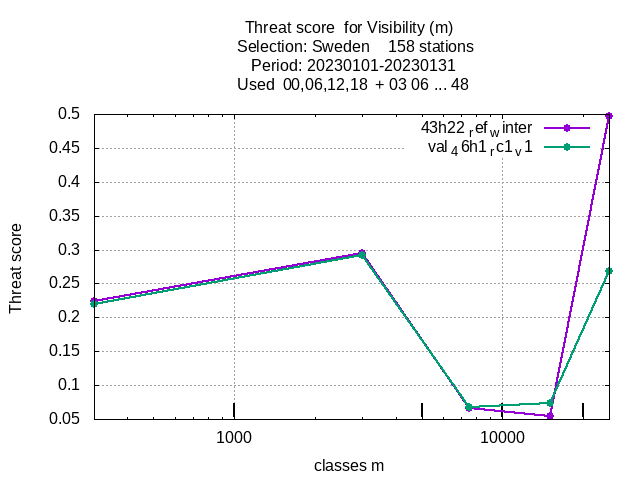 Threat score  for Visibility (m)
Selection: Sweden    158 stations
Period: 20230101-20230131
Used  00,06,12,18  + 03 06 ... 48
0.5
43h22 ref winter
0.45
val 4 6h1 r c1 v 1
0.4
0.35
0.3
0.25
0.2
0.15
0.1
0.05
Threat score
1000
10000
classes m